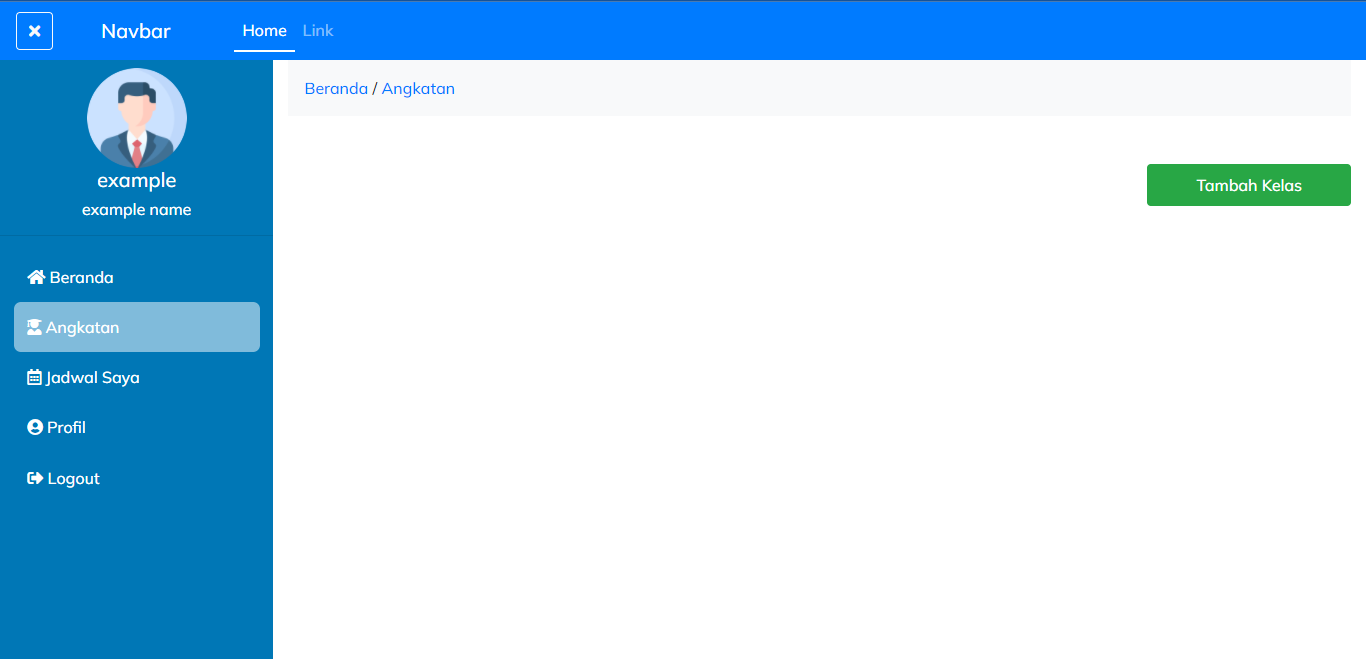 Navbar Home Link
example
example name
Beranda
Angkatan
Jadwal Saya
Profil
Logout
Beranda / Angkatan
Tambah Kelas